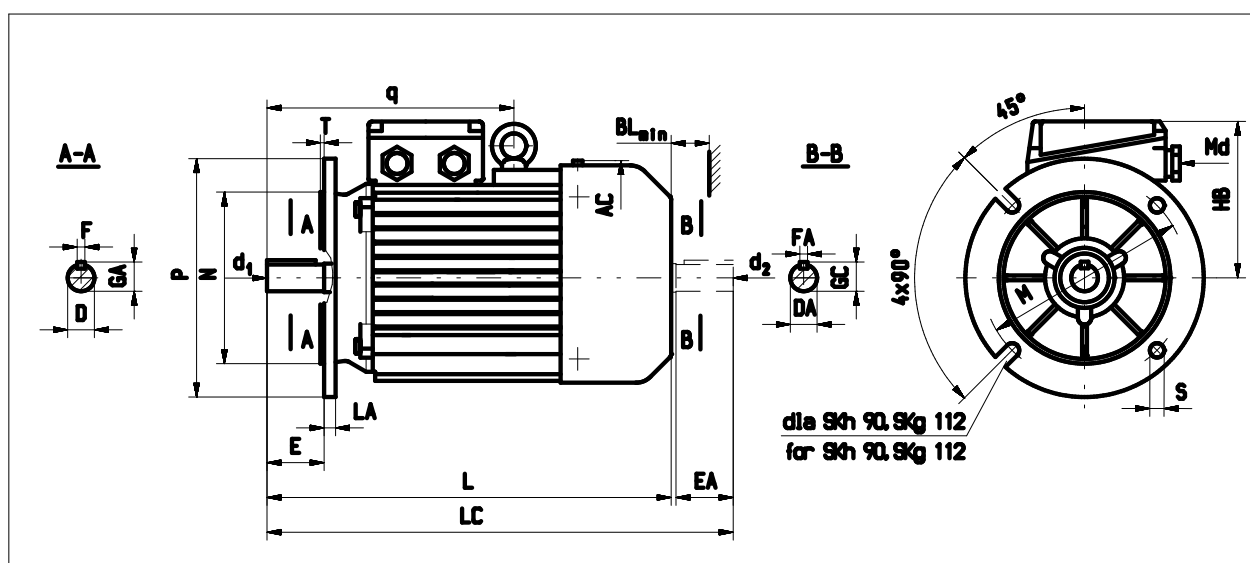 q
T
BLmin
45°
A-A
B-B
Md
HB
AC
A
B
F
FA
d1
d2
GA
P
N
GC
4x90°
M
D
DA
A
B
LA
S
E
dla SKh 90, SKg 112
for SKh 90, SKg 112
L
EA
LC